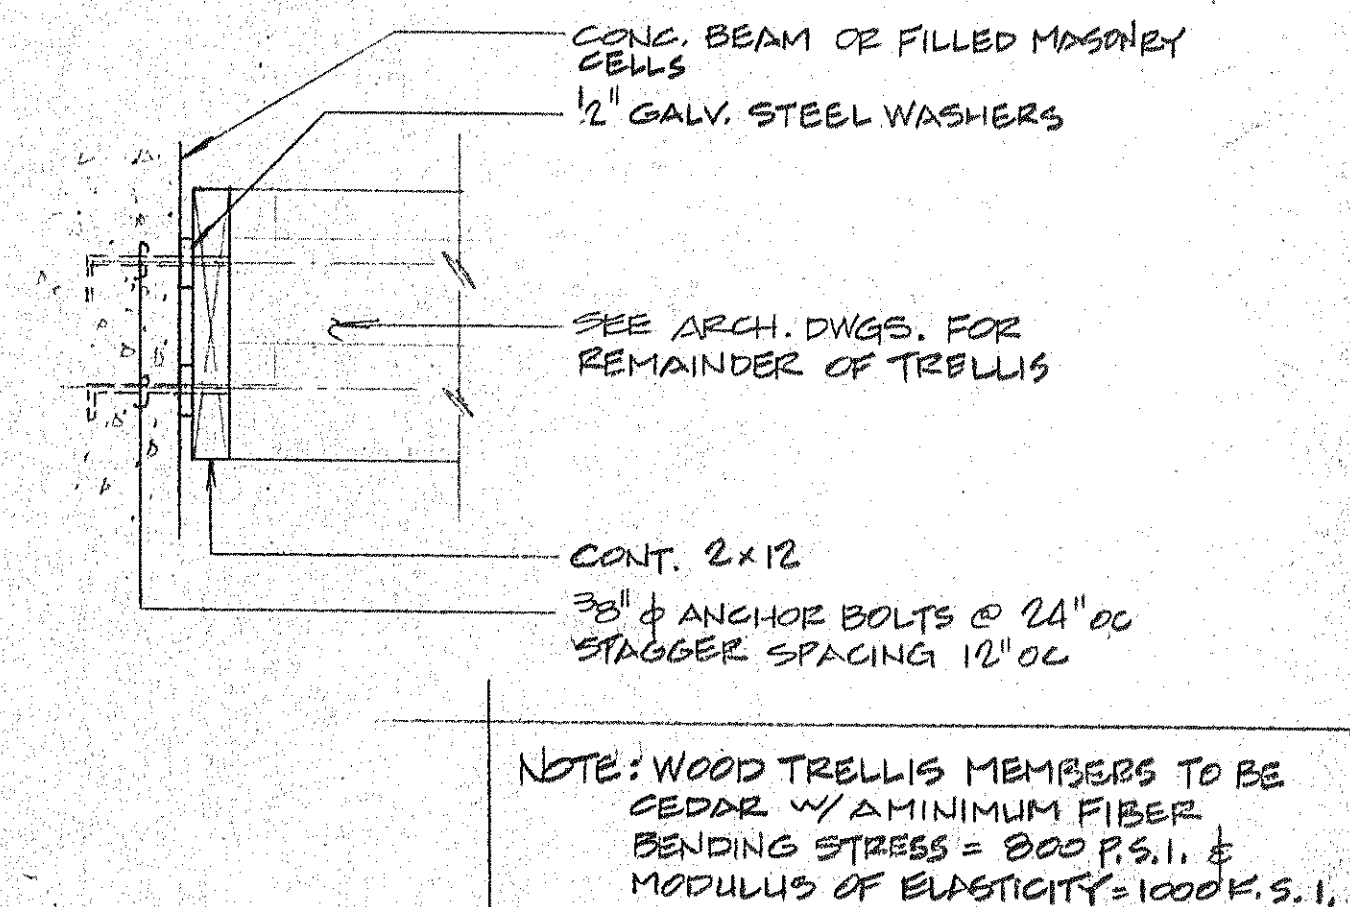 CONC. BEAM OR FILLED MASONRY
CELLS
1/2" GALV. STEEL WASHERS
SEE ARCH. DWGS. FOR
REMAINDER OF TRELLIS
CONT. 2x12
3/8" ϕ ANCHOR BOLTS @ 24" OC
STAGGER SPACING 12" OC
NOTE: WOOD TRELLIS MEMBERS TO BE
CEDAR W/ A MINIMUM FIBER
BENDING STRESS = 800 P.S.I. &
MODULUS OF ELASTICITY = 1000 K.S.I.